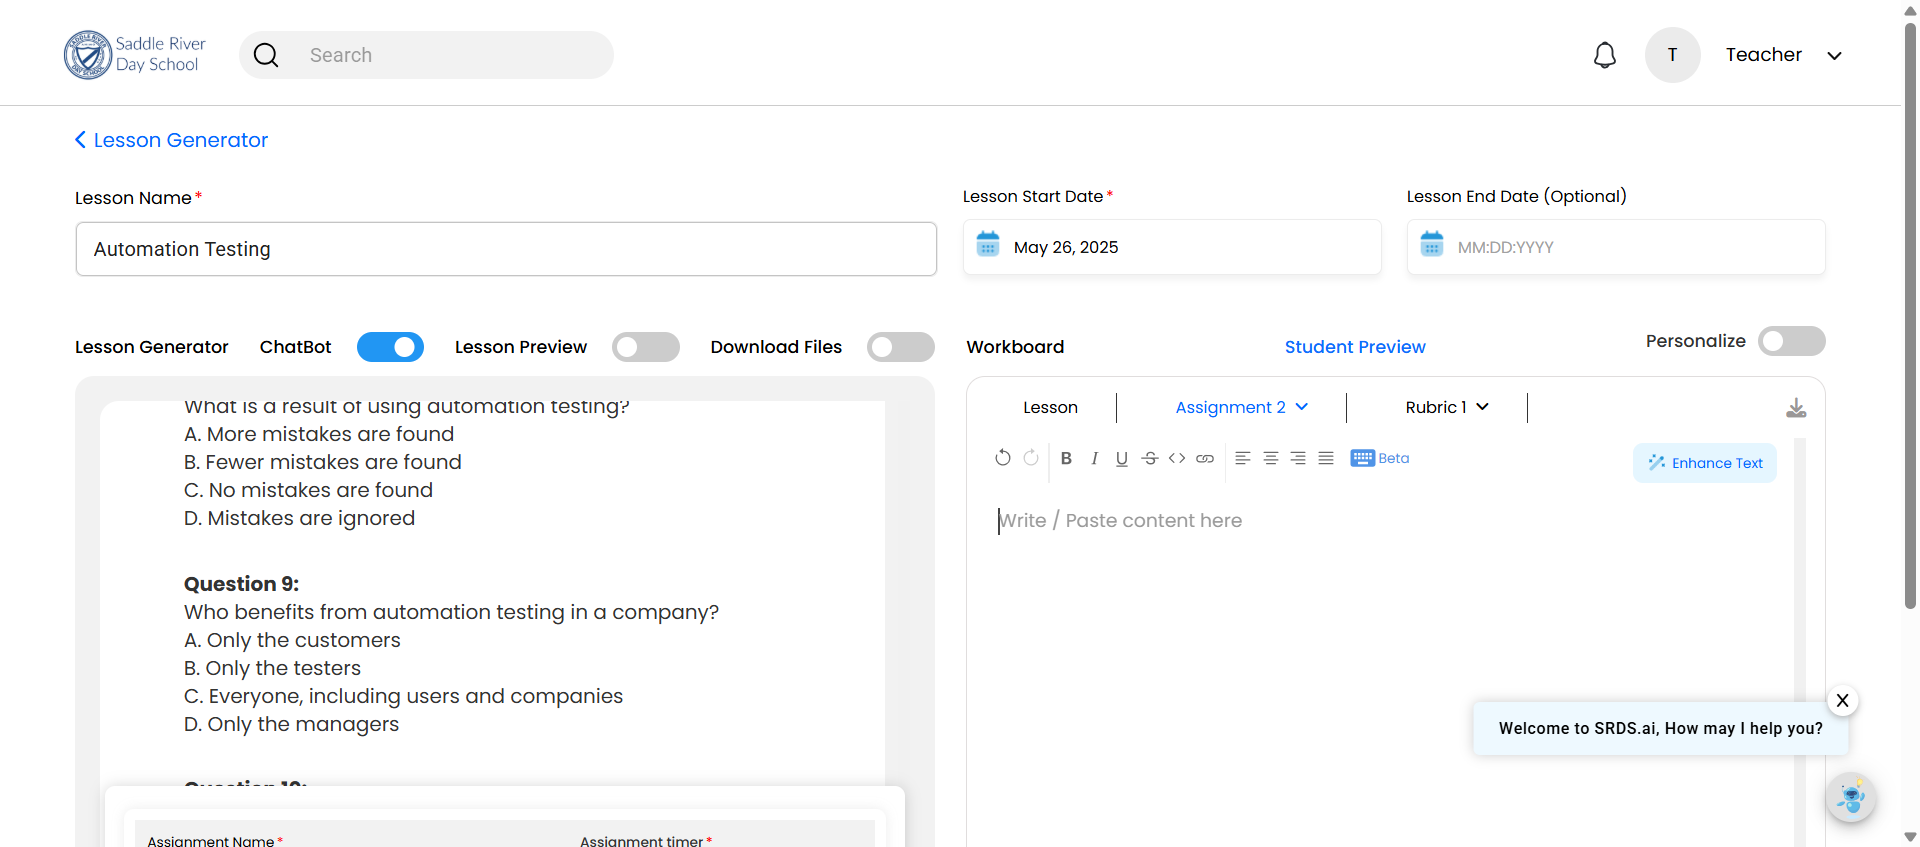 Saddle River
Day School
Search
T
Teacher
Lesson Generator
Lesson Name*
Automation Testing
Lesson Start Date*
May 26, 2025
Lesson End Date (Optional)
MM:DD:YYYY
Lesson Generator
ChatBot
Lesson Preview
Download Files
Workboard
Student Preview
Personalize
What is a result of using automation testing?
A. More mistakes are found
B. Fewer mistakes are found
C. No mistakes are found
D. Mistakes are ignored
Question 9:
Who benefits from automation testing in a company?
A. Only the customers
B. Only the testers
C. Everyone, including users and companies
D. Only the managers
Question 10:
Assignment Name*
Assignment timer*
Lesson
Assignment 2
Rubric 1
B I U S <>
Beta
Enhance Text
Write / Paste content here
X
Welcome to SRDS.ai, How may I help you?